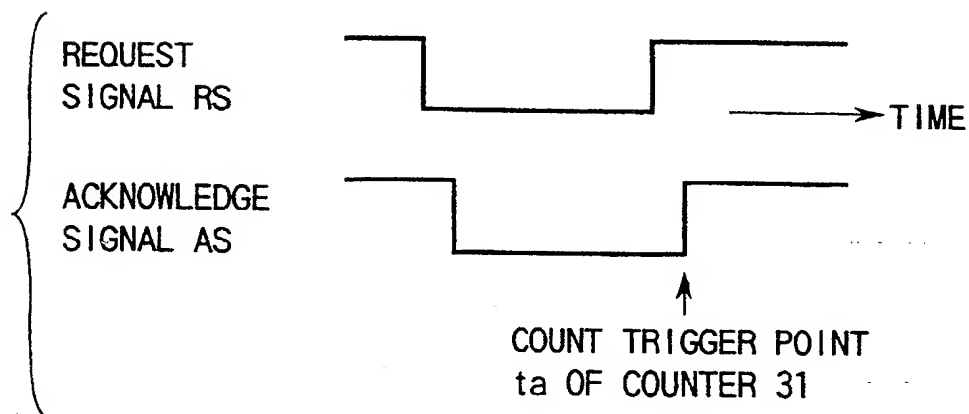 REQUEST
SIGNAL RS
TIME
ACKNOWLEDGE
SIGNAL AS
COUNT TRIGGER POINT
ta OF COUNTER 31